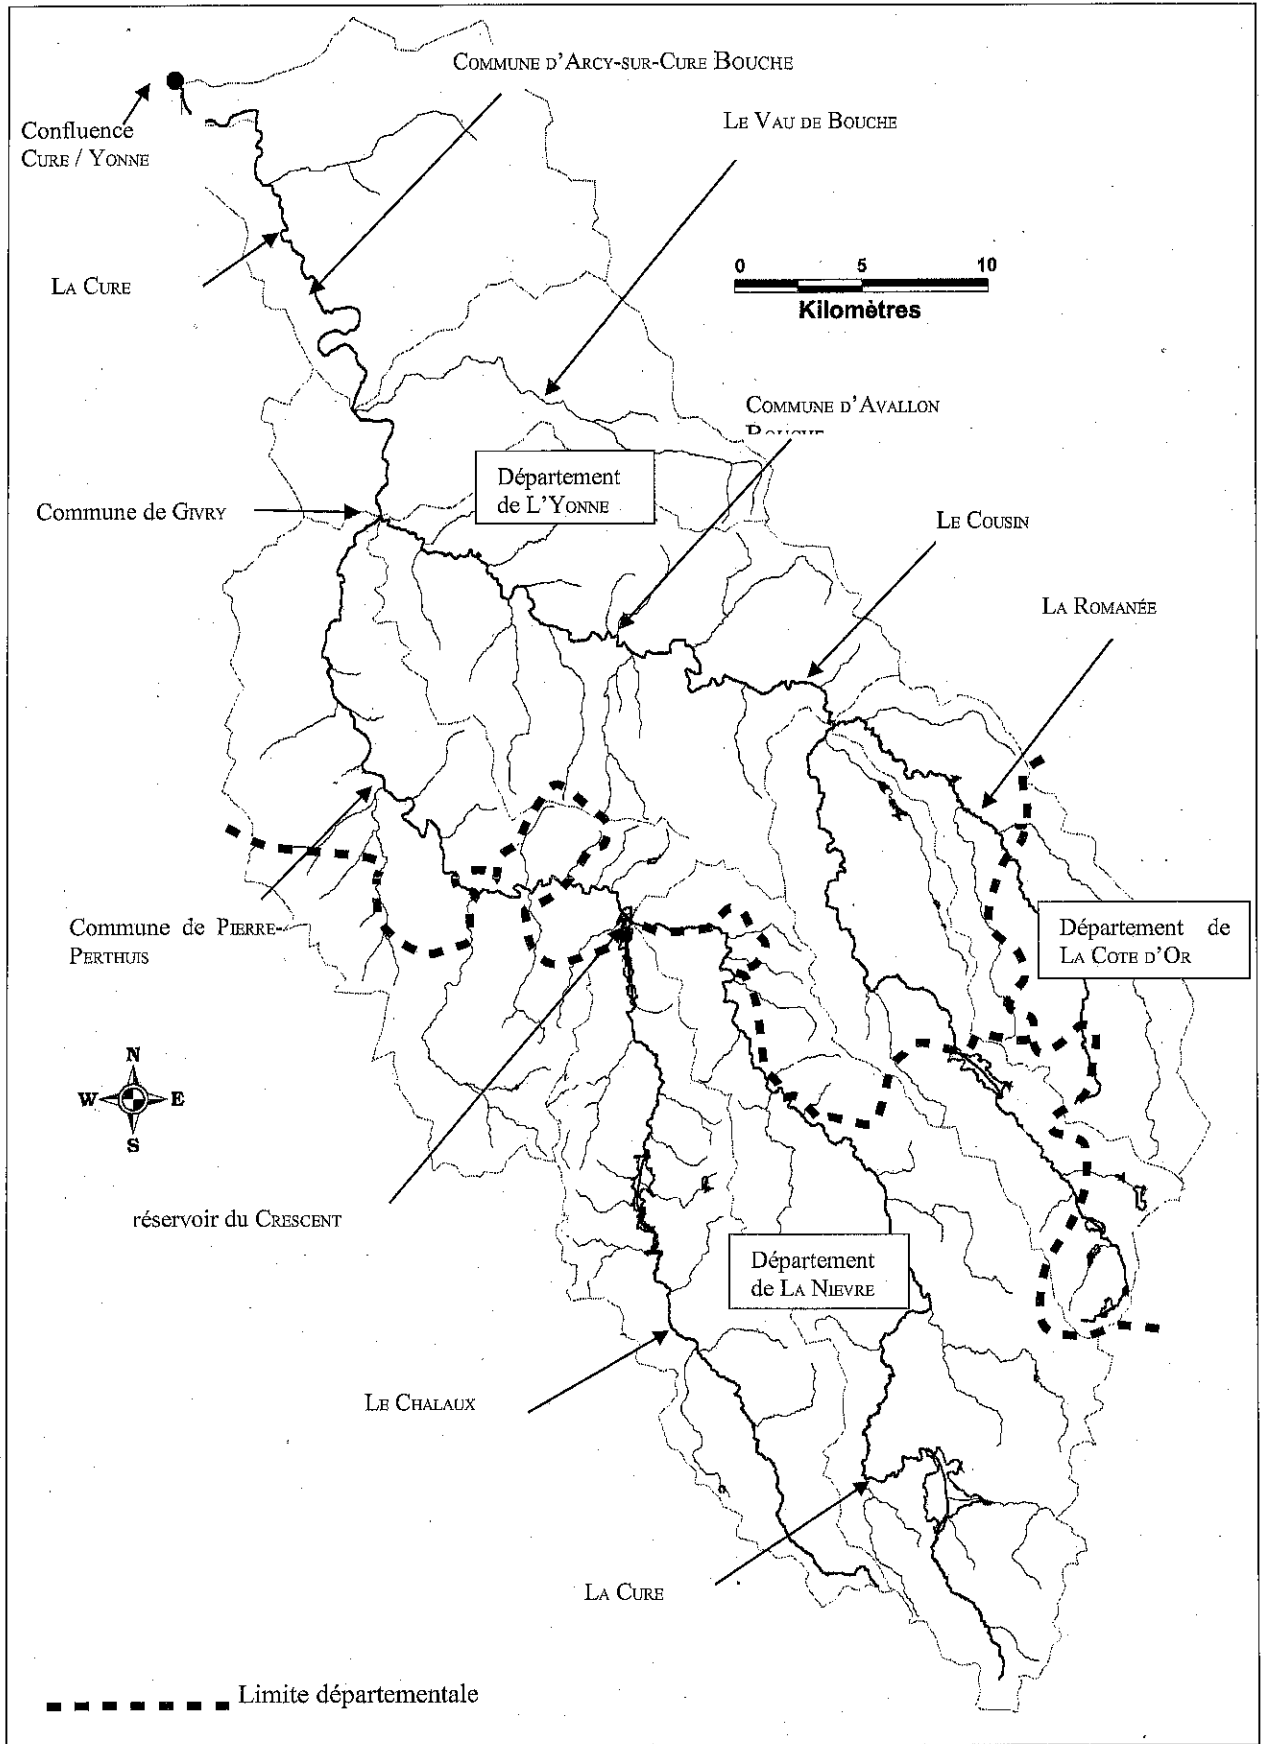 COMMUNE D'ARCY-SUR-CURE BOUCHE
LE VAU DE BOUCHE
Confluence
CURE / YONNE
LA CURE
0 5 10
Kilomètres
COMMUNE D'AVALLON
Département
de L'YONNE
Commune de GIVRY
LE COUSIN
LA ROMANÉE
Commune de PIERRE-
PERTHUIS
Département de
LA COTE D'OR
N
W E
S
réservoir du CRESCENT
Département
de LA NIEVRE
LE CHALAUX
LA CURE
Limite départementale